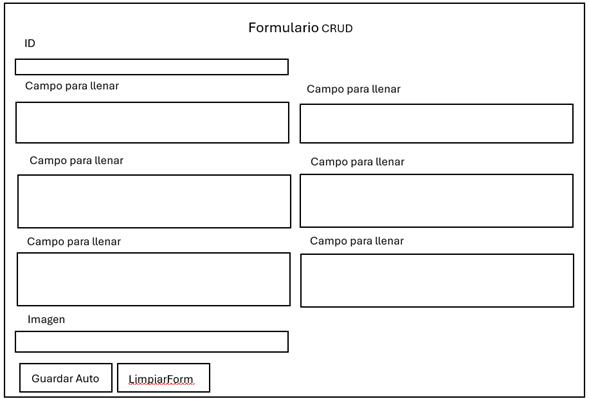 Formulario CRUD
ID
Campo para llenar
Campo para llenar
Campo para llenar
Campo para llenar
Campo para llenar
Campo para llenar
Imagen
Guardar Auto
LimpiarForm